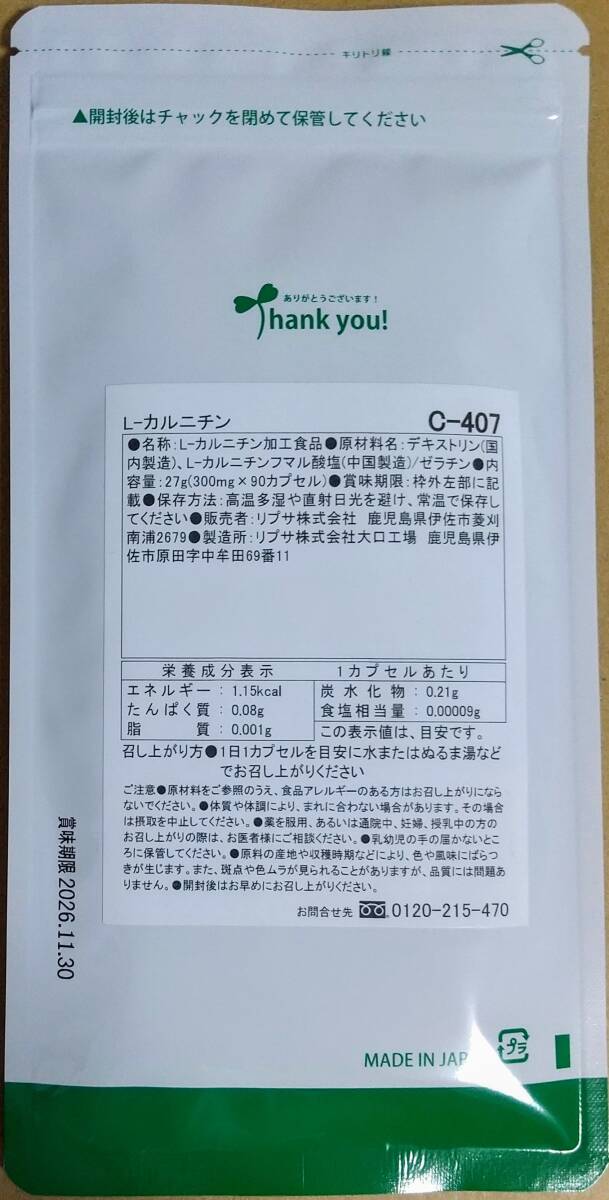 キリトリ線
▲開封後はチャックを閉めて保管してください
ありがとうございます！
Thank you!
L-カルニチン C-407
●名称：L-カルニチン加工食品●原材料名：デキストリン（国
内製造）、L-カルニチンフマル酸塩（中国製造）/ゼラチン●内
容量：27g（300mg×90カプセル）●賞味期限：枠外左部に記
載●保存方法：高温多湿や直射日光を避け、常温で保存し
てください●販売者：リプサ株式会社 鹿児島県伊佐市菱刈
南浦2679●製造所：リプサ株式会社大口工場 鹿児島県伊
佐市原田字中牟田69番11
栄養成分表示 1カプセルあたり
エネルギー：1.15kcal 炭水化物：0.21g
たんぱく質：0.08g 食塩相当量：0.00009g
脂質：0.001g この表示値は、目安です。
召し上がり方●1日1カプセルを目安に水またはぬるま湯など
でお召し上がりください
ご注意●原材料をご参照のうえ、食品アレルギーのある方はお召し上がりになら
ないでください。●体質や体調により、まれに合わない場合があります。その場合
は摂取を中止してください。●薬を服用、あるいは通院中、妊婦、授乳中の方の
お召し上がりの際は、お医者様にご相談ください。●乳幼児の手の届かないとこ
ろに保管してください。●原料の産地や収穫時期などにより、色や風味にばらつ
きが生じます。また、斑点や色ムラが見られることがありますが、品質には問題あ
りません。●開封後はお早めにお召し上がりください。
お問合せ先 0120-215-470
賞味期限 2026.11.30
MADE IN JAP
プラ